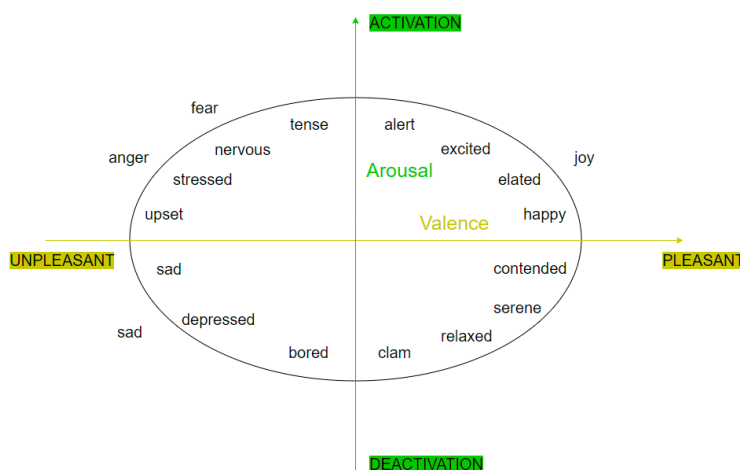 ACTIVATION
fear
tense
alert
nervous
excited
anger
joy
Arousal
stressed
elated
upset
happy
Valence
UNPLEASANT
PLEASANT
sad
contended
serene
depressed
sad
relaxed
bored
clam
DEACTIVATION